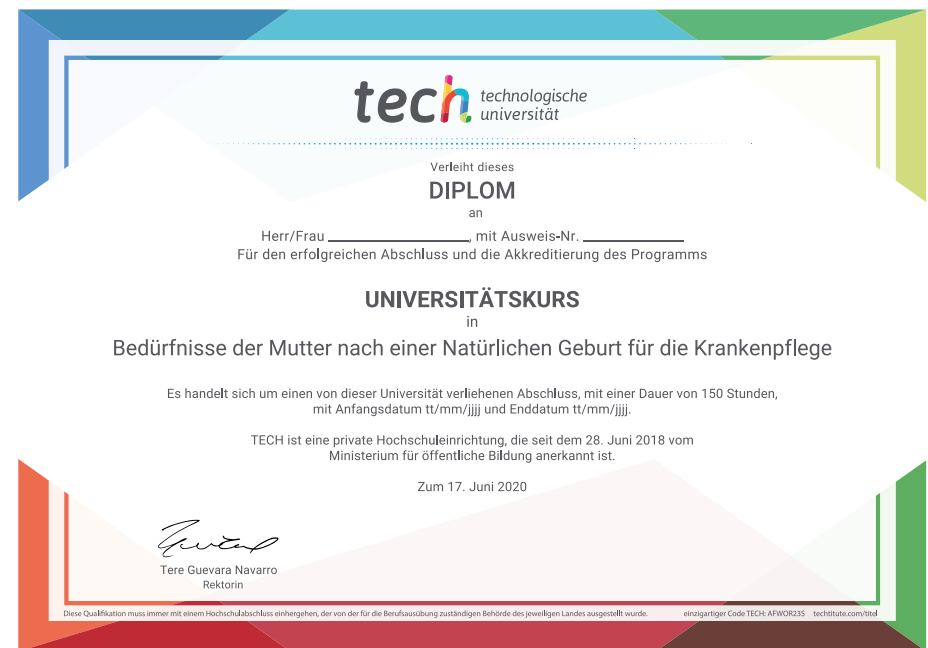 tech technologische
universität
Verleiht dieses
DIPLOM
an
Herr/Frau ____________________, mit Ausweis-Nr. ______________
Für den erfolgreichen Abschluss und die Akkreditierung des Programms
UNIVERSITÄTSKURS
in
Bedürfnisse der Mutter nach einer Natürlichen Geburt für die Krankenpflege
Es handelt sich um einen von dieser Universität verliehenen Abschluss, mit einer Dauer von 150 Stunden,
mit Anfangsdatum tt/mm/jjjj und Enddatum tt/mm/jjjj.
TECH ist eine private Hochschuleinrichtung, die seit dem 28. Juni 2018 vom
Ministerium für öffentliche Bildung anerkannt ist.
Zum 17. Juni 2020
Tere Guevara Navarro
Rektorin
Diese Qualifikation muss immer mit einem Hochschulabschluss einhergehen, der von der für die Berufsausübung zuständigen Behörde des jeweiligen Landes ausgestellt wurde. einzigartiger Code TECH: AFWOR23S techtitute.com/titel